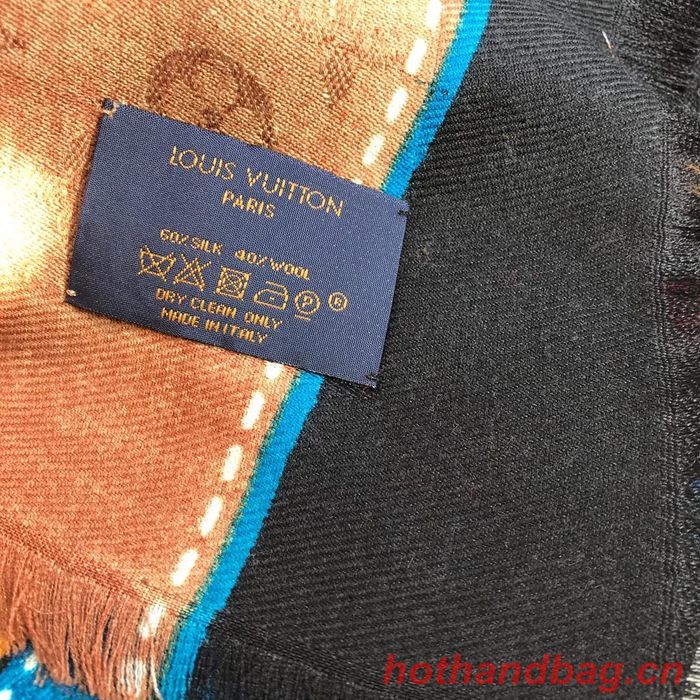 LOUIS VUITTON
PARIS
60% SILK 40% WOOL
P ®
DRY CLEAN ONLY
MADE IN ITALY
hothandbag.cn